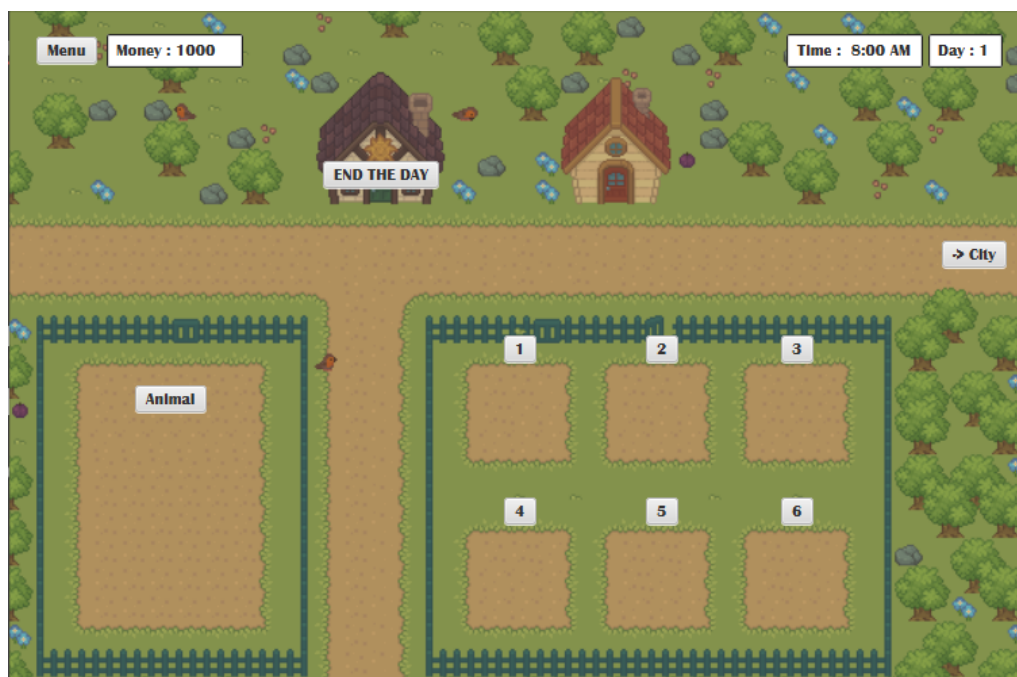 Menu
Money : 1000
Time : 8:00 AM
Day : 1
END THE DAY
-> City
1
2
3
Animal
4
5
6